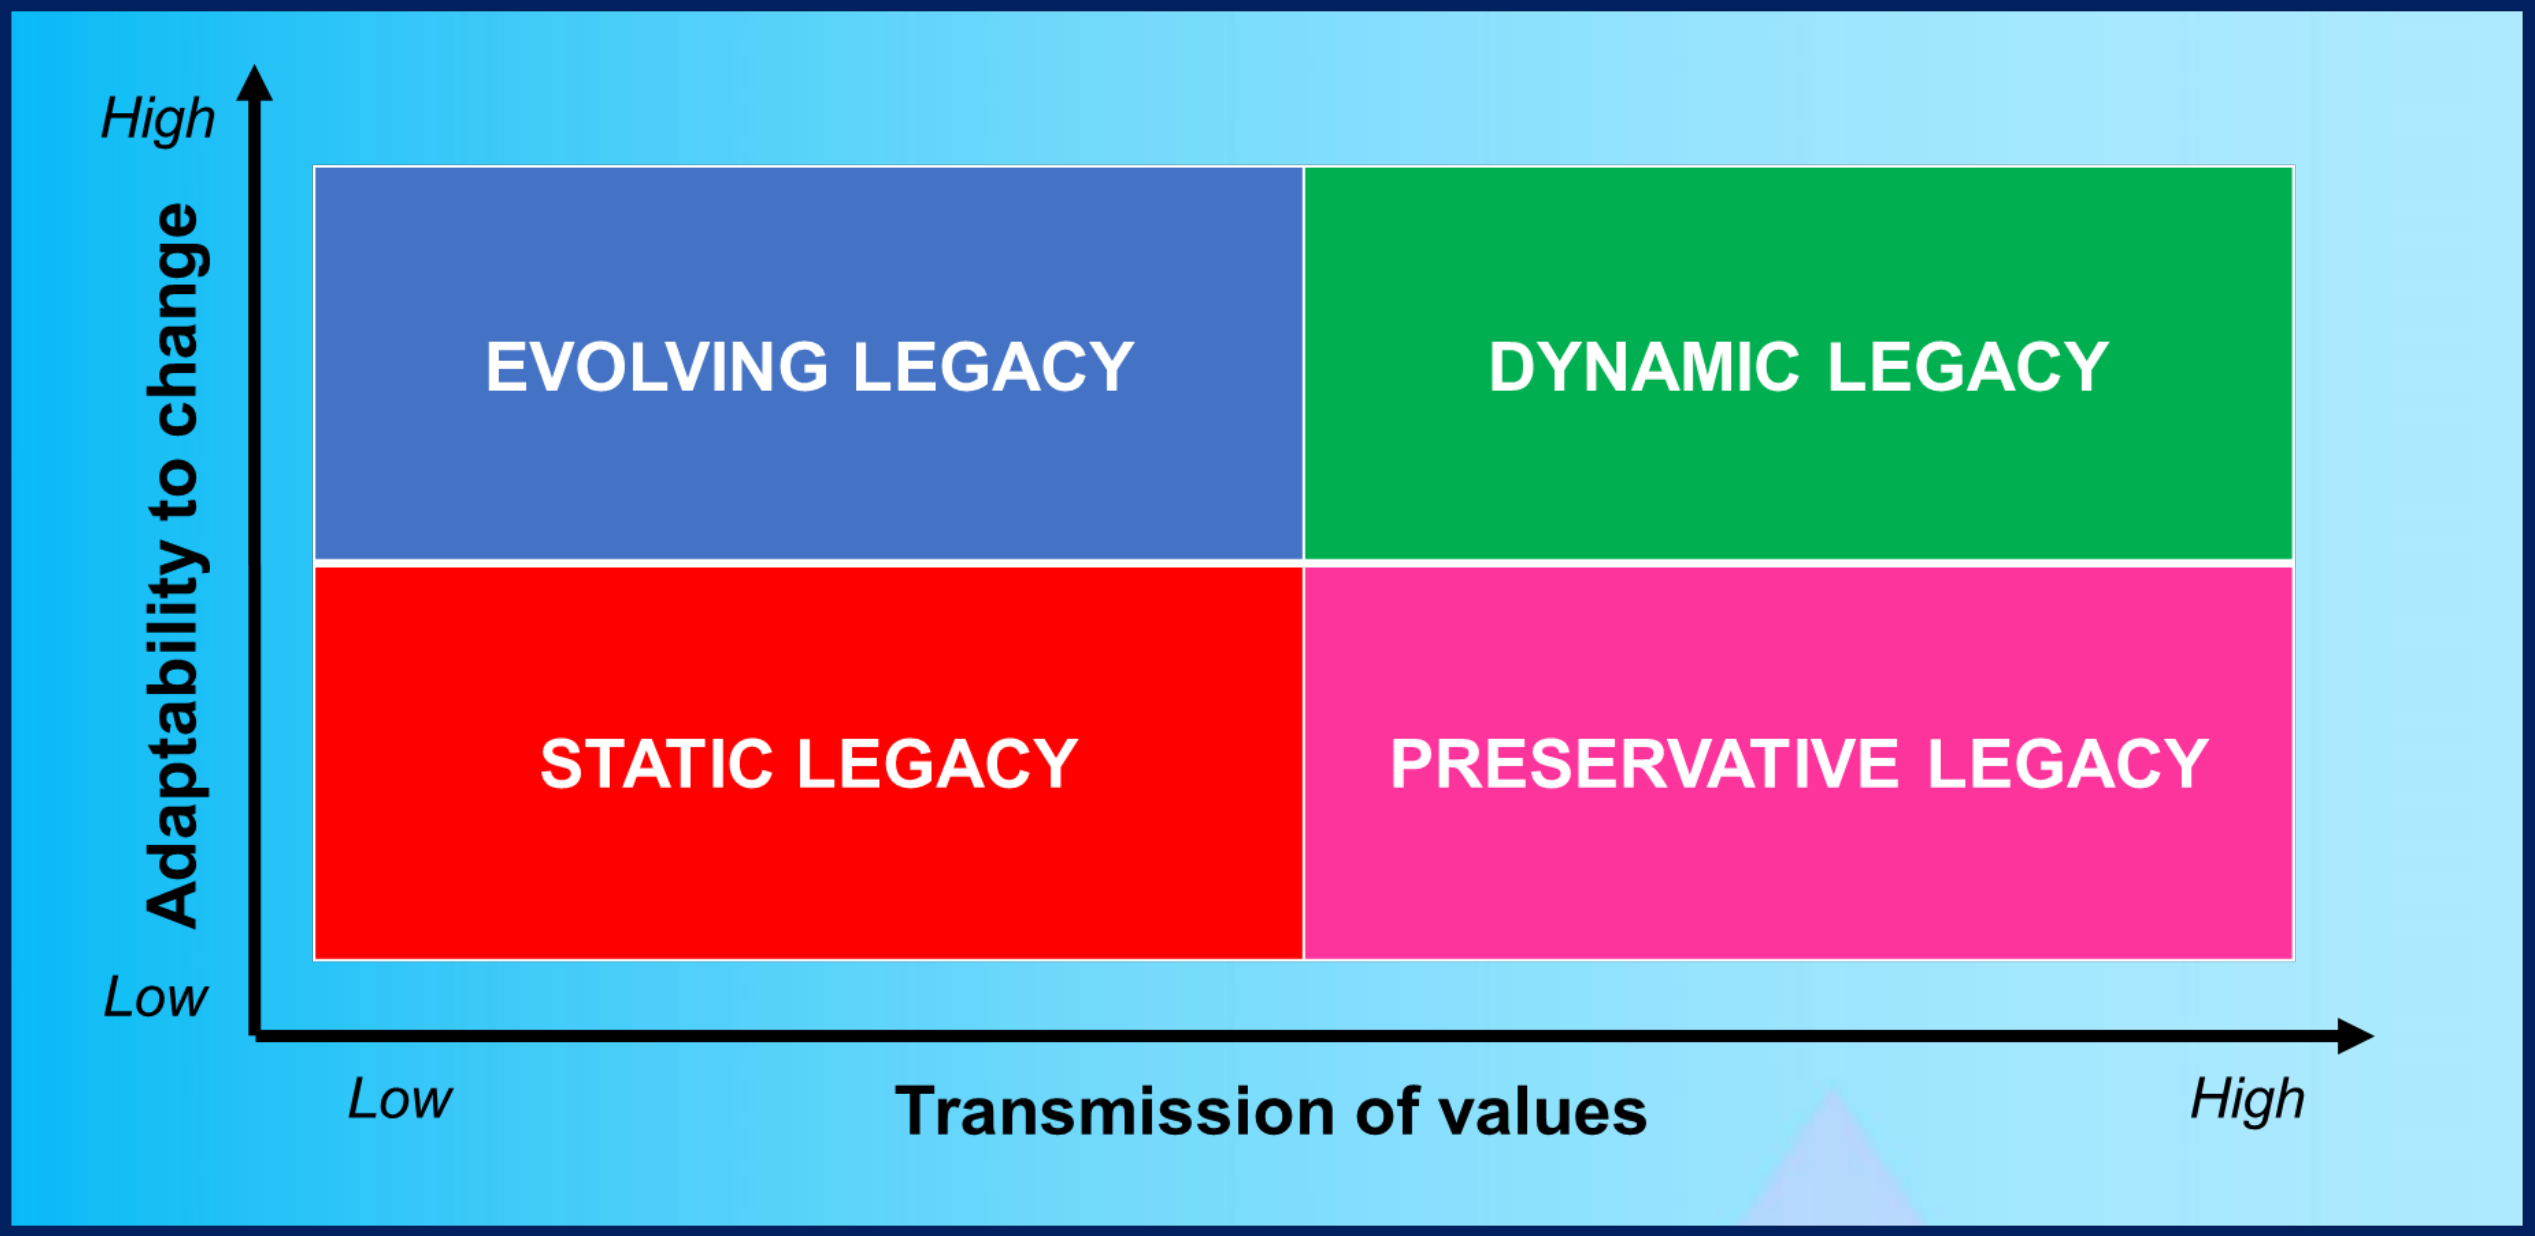 High
Adaptability to change
EVOLVING LEGACY
DYNAMIC LEGACY
STATIC LEGACY
PRESERVATIVE LEGACY
Low
Low
Transmission of values
High